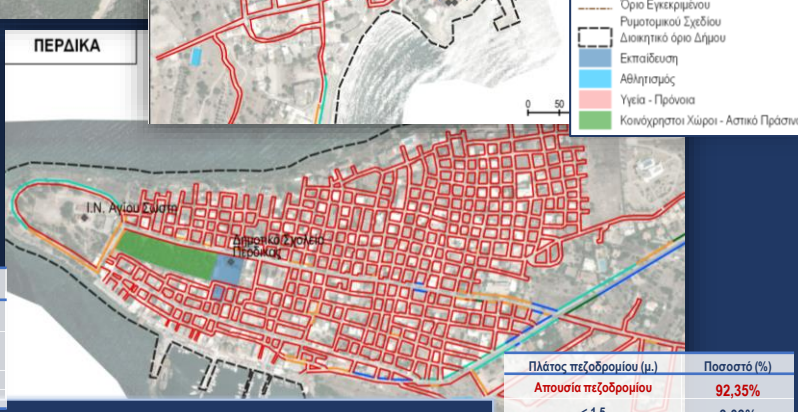 Όριο Εγκεκριμένου
Ρυμοτομικού Σχεδίου
Διοικητικό όριο Δήμου
Εκπαίδευση
Αθλητισμός
Υγεία - Πρόνοια
Κοινόχρηστοι Χώροι - Αστικό Πράσινο
ΠΕΡΔΙΚΑ
0 50
Ι.Ν. Αγίου Σώστη
Δημοτικό Σχολείο
Πέρδικας
Πλάτος πεζοδρομίου (μ.) Ποσοστό (%)
Απουσία πεζοδρομίου 92,35%